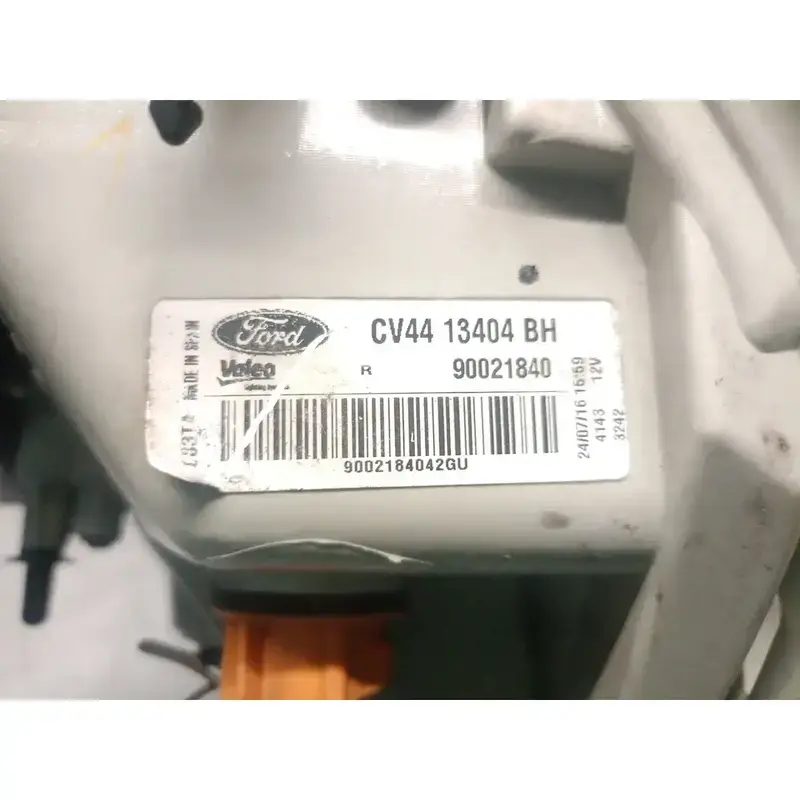 Ford
CV44 13404 BH
Valeo
R
90021840
9002184042GU
MADE IN SPAIN
24/07/16 16:59
4143 12V
3242